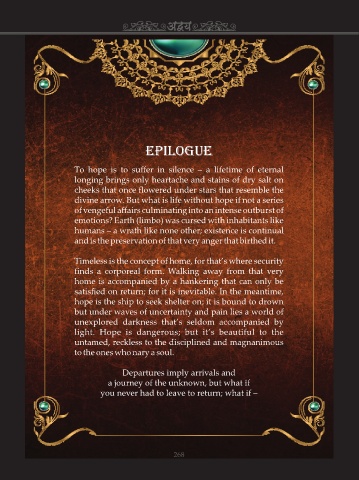 अद्वय
EPILOGUE
To hope is to suffer in silence – a lifetime of eternal
longing brings only heartache and stains of dry salt on
cheeks that once flowered under stars that resemble the
divine arrow. But what is life without hope if not a series
of vengeful affairs culminating into an intense outburst of
emotions? Earth (limbo) was cursed with inhabitants like
humans – a wrath like none other; existence is continual
and is the preservation of that very anger that birthed it.
Timeless is the concept of home, for that's where security
finds a corporeal form. Walking away from that very
home is accompanied by a hankering that can only be
satisfied on return; for it is inevitable. In the meantime,
hope is the ship to seek shelter on; it is bound to drown
but under waves of uncertainty and pain lies a world of
unexplored darkness that's seldom accompanied by
light. Hope is dangerous; but it's beautiful to the
untamed, reckless to the disciplined and magnanimous
to the ones who nary a soul.
Departures imply arrivals and
a journey of the unknown, but what if
you never had to leave to return; what if –
268